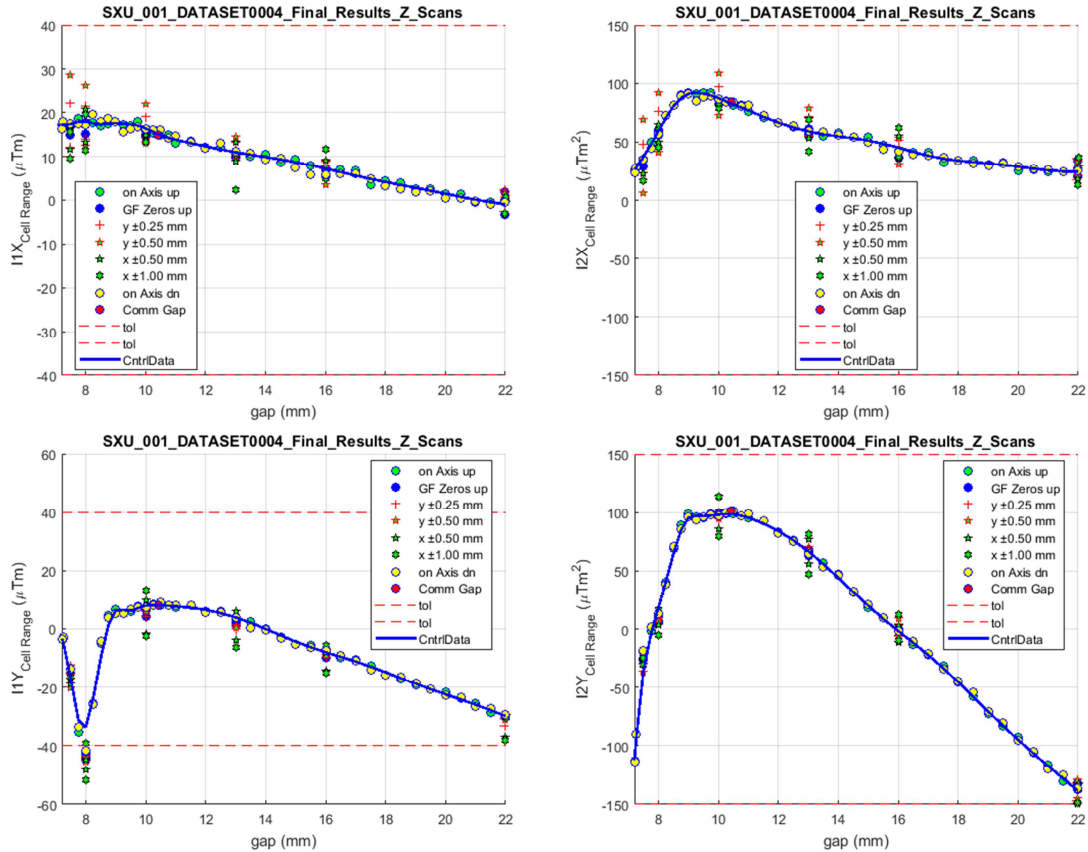 SXU_001_DATASET0004_Final_Results_Z_Scans
40
30
20
10
0
-10
-20
-30
-40
8 10 12 14 16 18 20 22
gap (mm)
I1X Cell Range (μTm)
on Axis up
GF Zeros up
y ±0.25 mm
y ±0.50 mm
x ±0.50 mm
x ±1.00 mm
on Axis dn
Comm Gap
tol
tol
CntrlData
SXU_001_DATASET0004_Final_Results_Z_Scans
150
100
50
0
-50
-100
-150
8 10 12 14 16 18 20 22
gap (mm)
I2X Cell Range (μTm²)
on Axis up
GF Zeros up
y ±0.25 mm
y ±0.50 mm
x ±0.50 mm
x ±1.00 mm
on Axis dn
Comm Gap
tol
tol
CntrlData
SXU_001_DATASET0004_Final_Results_Z_Scans
60
40
20
0
-20
-40
-60
8 10 12 14 16 18 20 22
gap (mm)
I1Y Cell Range (μTm)
on Axis up
GF Zeros up
y ±0.25 mm
y ±0.50 mm
x ±0.50 mm
x ±1.00 mm
on Axis dn
Comm Gap
tol
tol
CntrlData
SXU_001_DATASET0004_Final_Results_Z_Scans
150
100
50
0
-50
-100
-150
8 10 12 14 16 18 20 22
gap (mm)
I2Y Cell Range (μTm²)
on Axis up
GF Zeros up
y ±0.25 mm
y ±0.50 mm
x ±0.50 mm
x ±1.00 mm
on Axis dn
Comm Gap
tol
tol
CntrlData